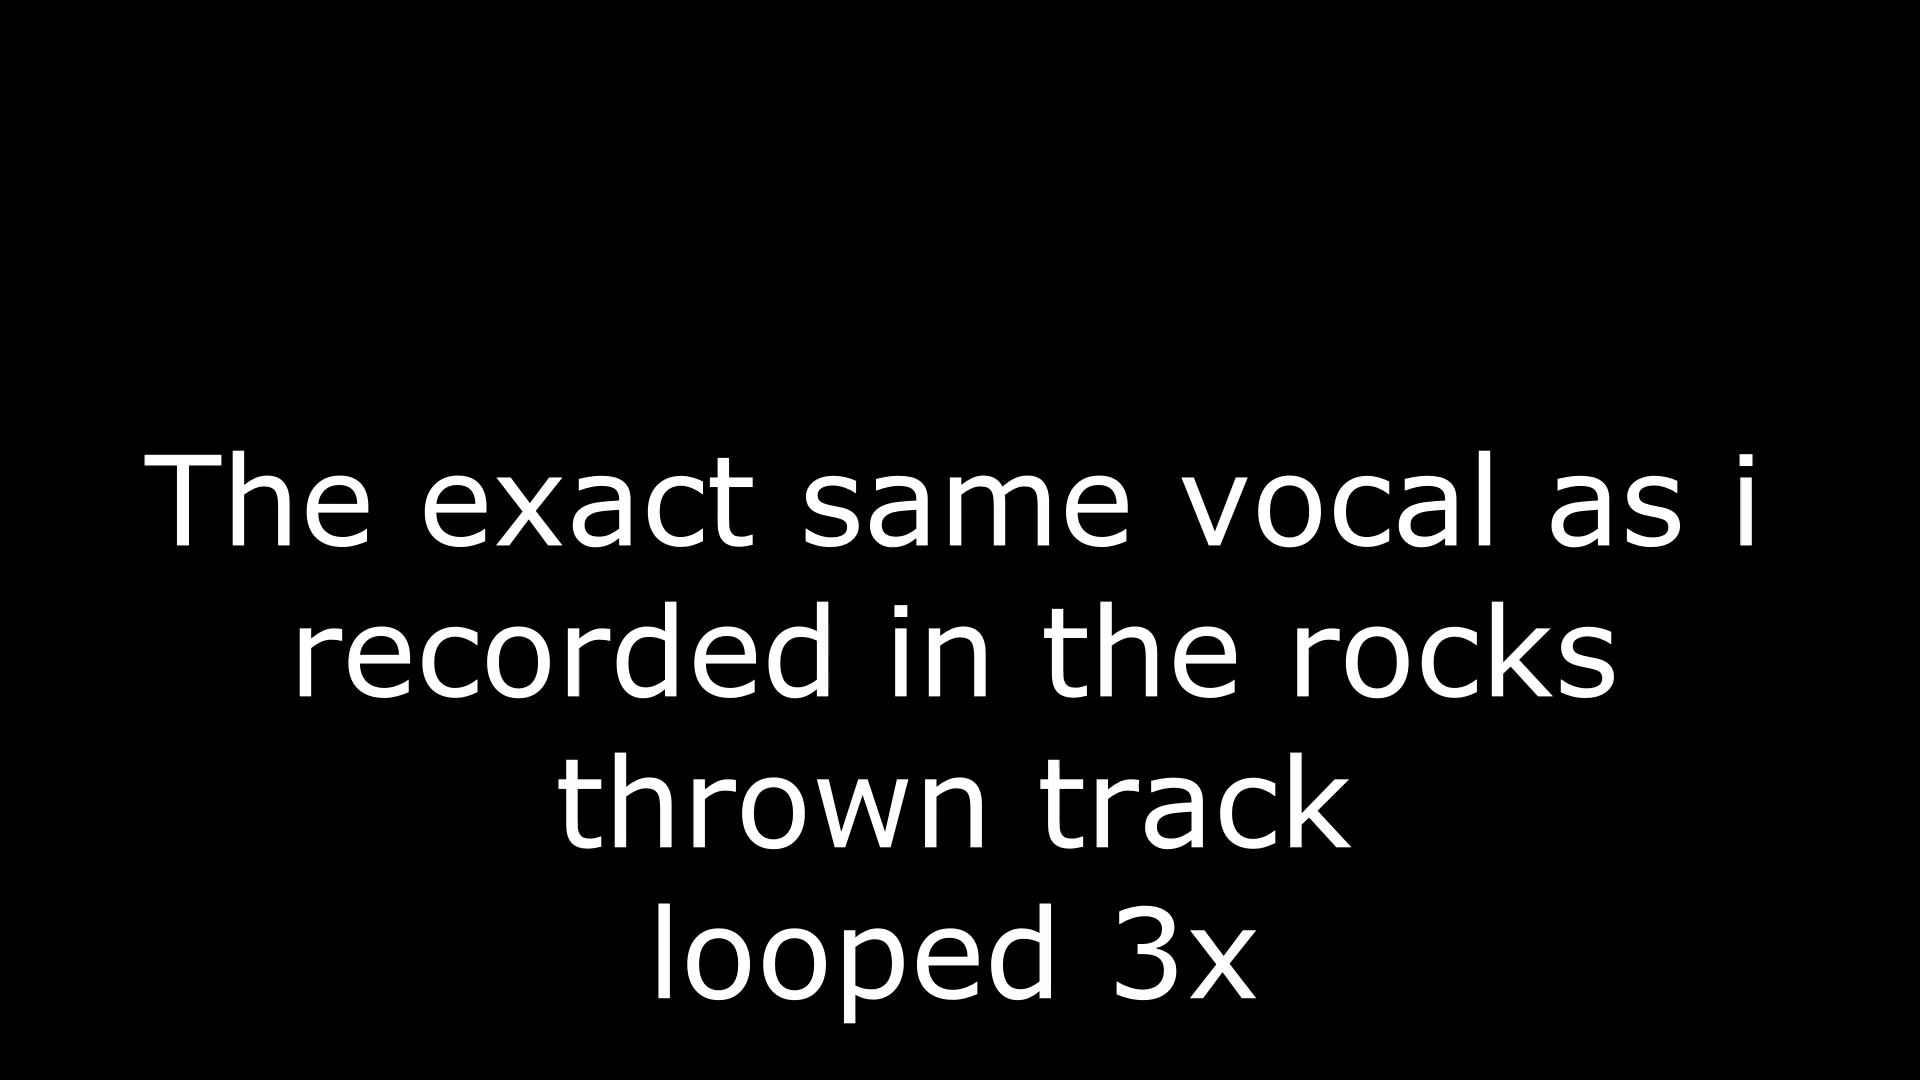 The exact same vocal as i
recorded in the rocks
thrown track
looped 3x